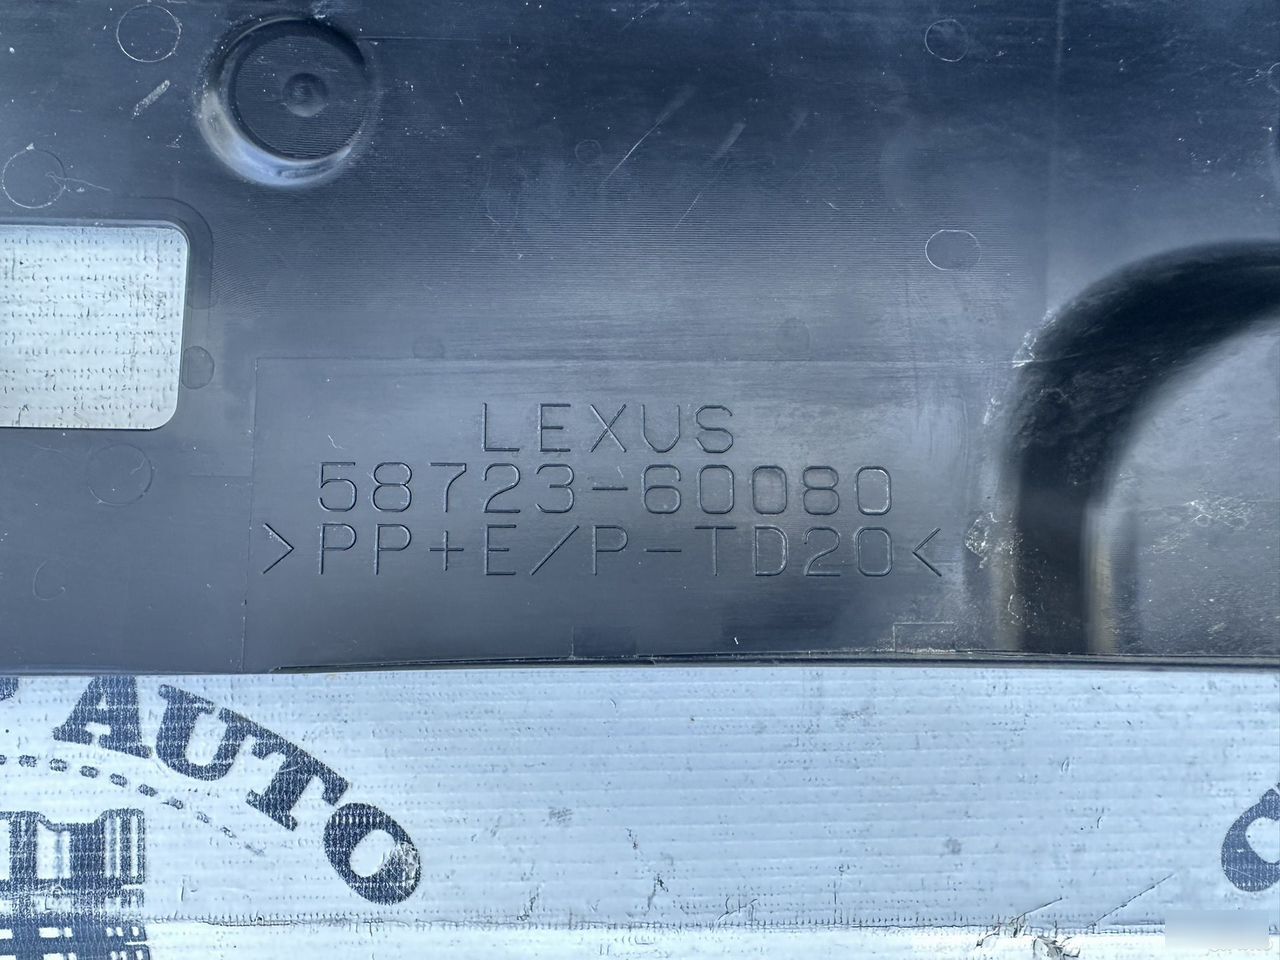 LEXUS
58723-60080
>PP+E/P-TD20<
AUTO